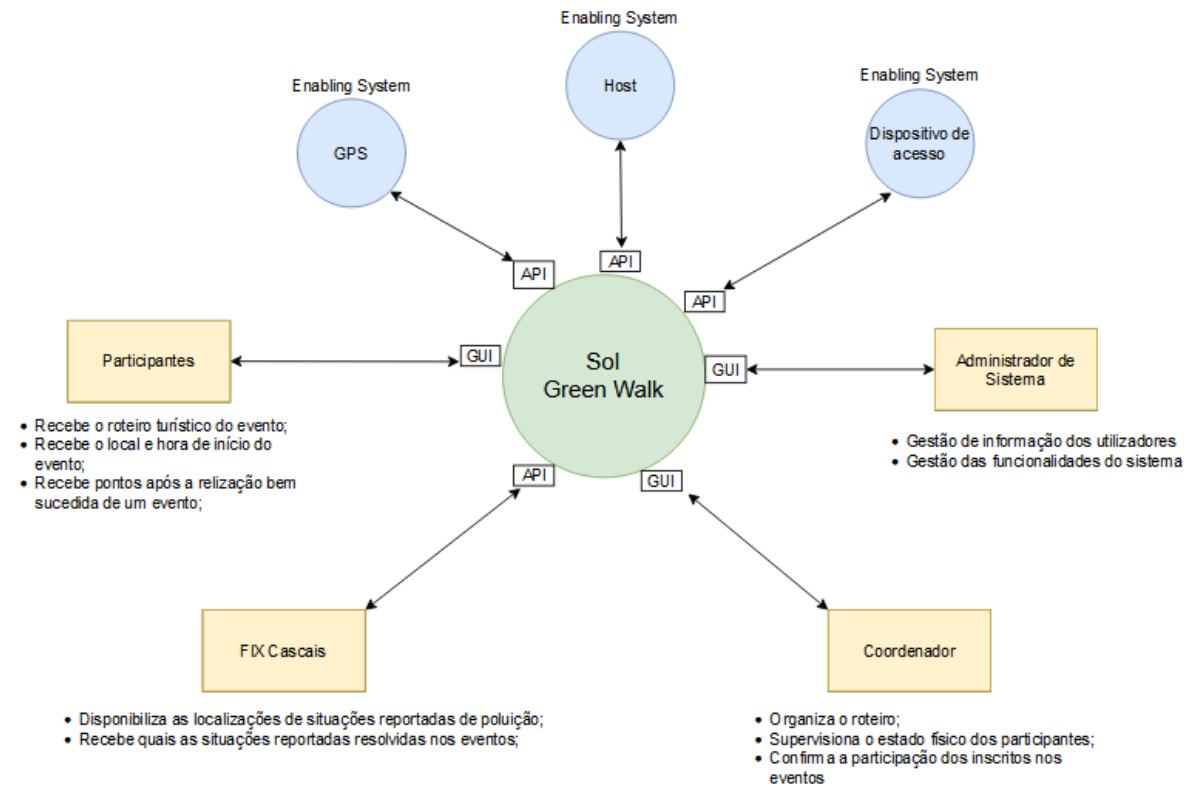 Enabling System
Host
Enabling System
GPS
Enabling System
Dispositivo de
acesso
API
API
API
Participantes
GUI
Sol
Green Walk
GUI
Administrador de
Sistema
• Recebe o roteiro turístico do evento;
• Recebe o local e hora de início do
evento;
• Recebe pontos após a relização bem
sucedida de um evento;
• Gestão de informação dos utilizadores
• Gestão das funcionalidades do sistema
API
GUI
FIX Cascais
Coordenador
• Disponibiliza as localizações de situações reportadas de poluição;
• Recebe quais as situações reportadas resolvidas nos eventos;
• Organiza o roteiro;
• Supervisiona o estado físico dos participantes;
• Confirma a participação dos inscritos nos
eventos